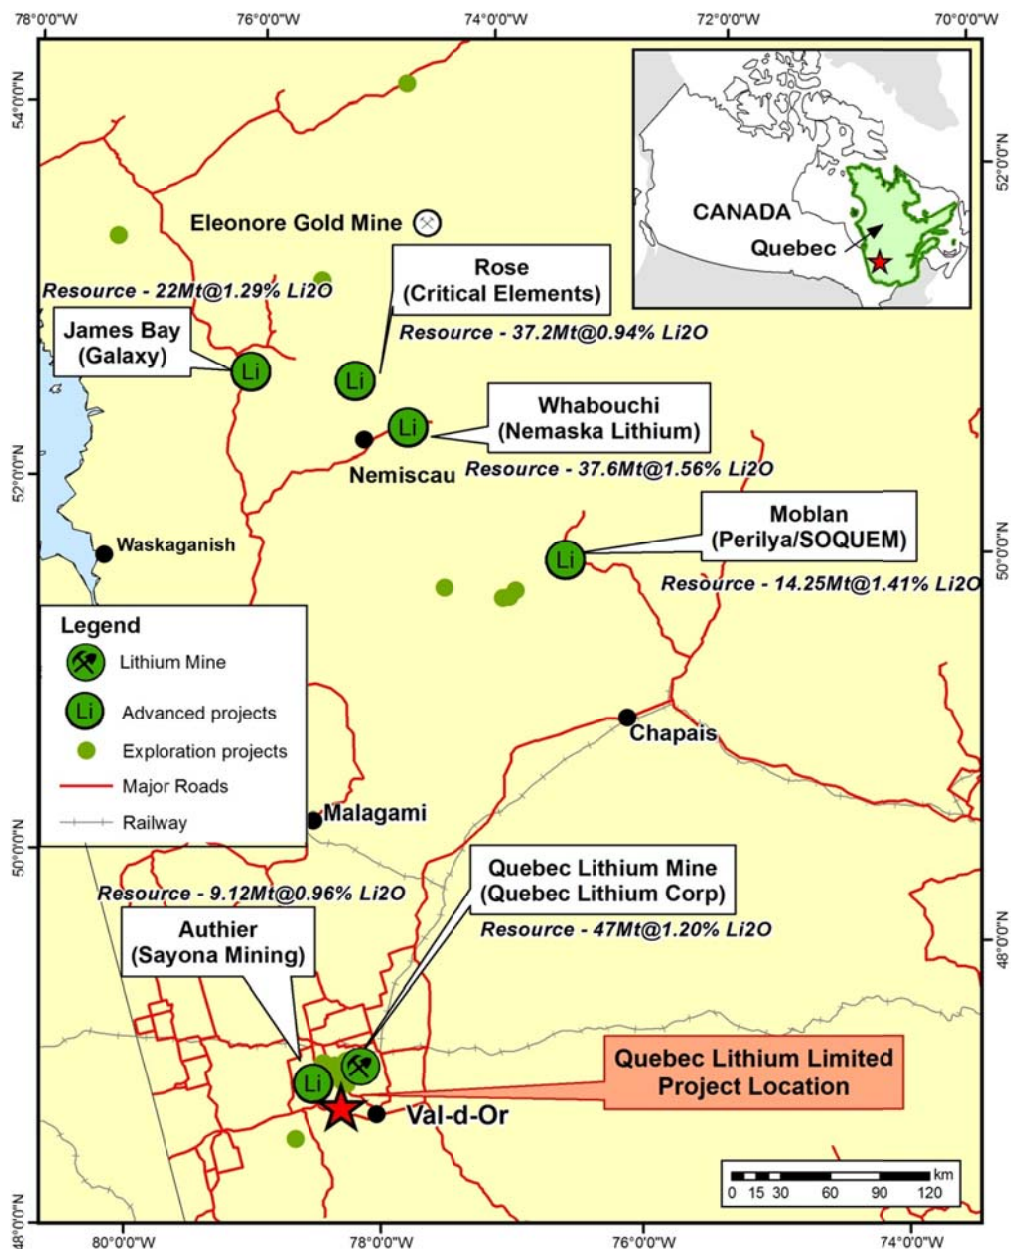 78°0'0"W
76°0'0"W
74°0'0"W
72°0'0"W
70°0'0"W
54°0'0"N
52°0'0"N
CANADA
Quebec
Eleonore Gold Mine
Rose
(Critical Elements)
Resource - 22Mt@1.29% Li2O
Resource - 37.2Mt@0.94% Li2O
James Bay
(Galaxy)
Li
Li
Whabouchi
(Nemaska Lithium)
Li
Nemiscau
Resource - 37.6Mt@1.56% Li2O
52°0'0"N
Moblan
(Perilya/SOQUEM)
Waskaganish
Li
50°0'0"N
Resource - 14.25Mt@1.41% Li2O
Legend
Lithium Mine
Li
Advanced projects
Exploration projects
Major Roads
Railway
Chapais
Malagami
50°0'0"N
Quebec Lithium Mine
(Quebec Lithium Corp)
Resource - 9.12Mt@0.96% Li2O
Resource - 47Mt@1.20% Li2O
Authier
(Sayona Mining)
48°0'0"N
Quebec Lithium Limited
Project Location
Li
Val-d-Or
km
0 15 30 60 90 120
48°0'0"N
80°0'0"W
78°0'0"W
76°0'0"W
74°0'0"W